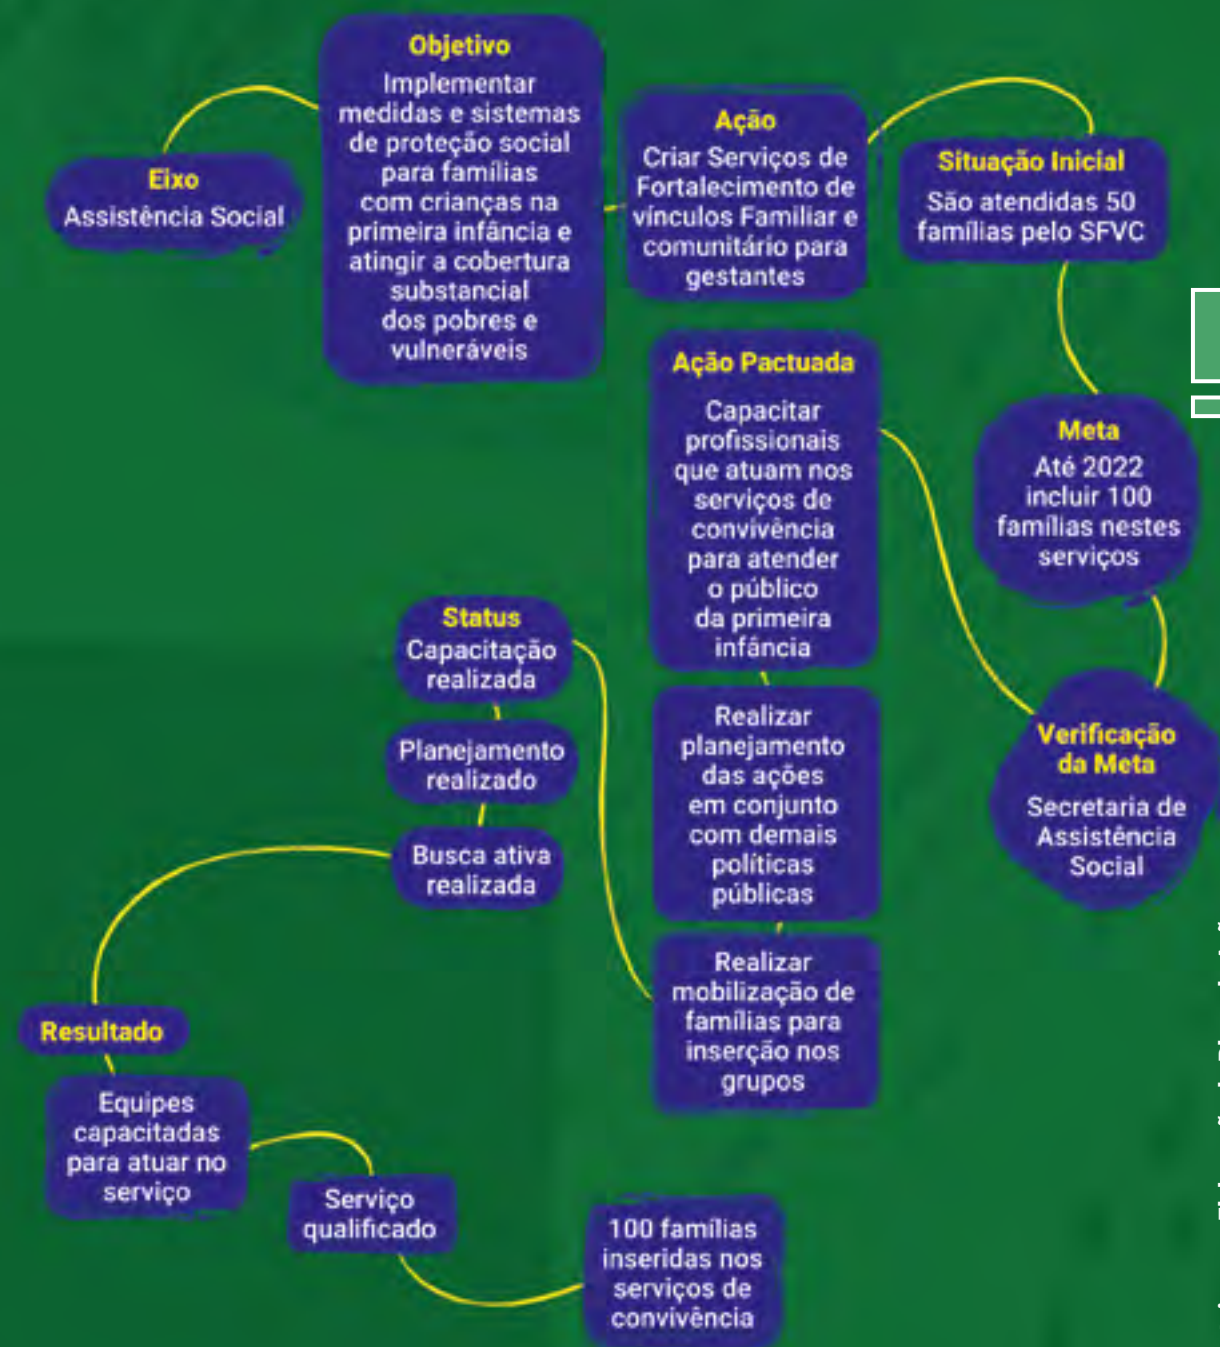 Eixo
Assistência Social
Objetivo
Implementar
medidas e sistemas
de proteção social
para famílias
com crianças na
primeira infância e
atingir a cobertura
substancial
dos pobres e
vulneráveis
Ação
Criar Serviços de
Fortalecimento de
vínculos Familiar e
comunitário para
gestantes
Situação Inicial
São atendidas 50
famílias pelo SFVC
Meta
Até 2022
incluir 100
famílias nestes
serviços
Verificação
da Meta
Secretaria de
Assistência
Social
Ação Pactuada
Capacitar
profissionais
que atuam nos
serviços de
convivência
para atender
o público
da primeira
infância
Realizar
planejamento
das ações
em conjunto
com demais
políticas
públicas
Realizar
mobilização de
famílias para
inserção nos
grupos
Status
Capacitação
realizada
Planejamento
realizado
Busca ativa
realizada
Resultado
Equipes
capacitadas
para atuar no
serviço
Serviço
qualificado
100 famílias
inseridas nos
serviços de
convivência